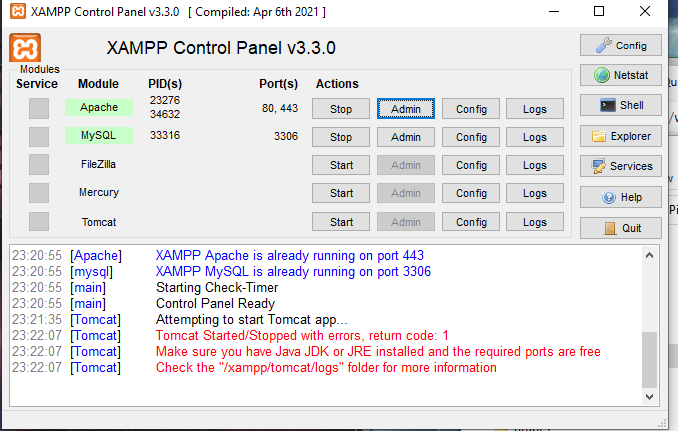 XAMPP Control Panel v3.3.0 [ Compiled: Apr 6th 2021 ]
XAMPP Control Panel v3.3.0
Config
Modules
Service Module PID(s) Port(s) Actions
Netstat
Apache 23276 34632 80, 443 Stop Admin Config Logs
Shell
MySQL 33316 3306 Stop Admin Config Logs
Explorer
FileZilla Start Admin Config Logs
Services
Mercury Start Admin Config Logs
Help
Tomcat Start Admin Config Logs
Quit
23:20:55 [Apache] XAMPP Apache is already running on port 443
23:20:55 [mysql] XAMPP MySQL is already running on port 3306
23:20:55 [main] Starting Check-Timer
23:20:55 [main] Control Panel Ready
23:21:35 [Tomcat] Attempting to start Tomcat app...
23:22:07 [Tomcat] Tomcat Started/Stopped with errors, return code: 1
23:22:07 [Tomcat] Make sure you have Java JDK or JRE installed and the required ports are free
23:22:07 [Tomcat] Check the "/xampp/tomcat/logs" folder for more information